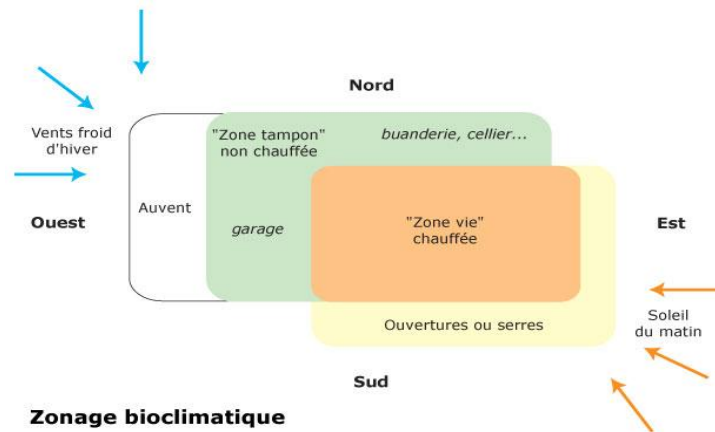 Nord
Vents froid
d'hiver
"Zone tampon"
non chauffée
buanderie, cellier...
Auvent
Ouest
garage
"Zone vie"
chauffée
Est
Ouvertures ou serres
Soleil
du matin
Sud
Zonage bioclimatique